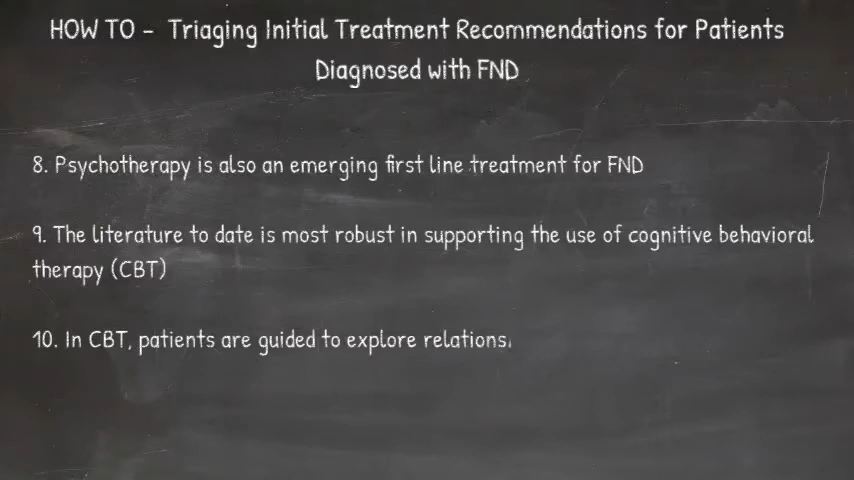 HOW TO - Triaging Initial Treatment Recommendations for Patients
Diagnosed with FND
8. Psychotherapy is also an emerging first line treatment for FND
9. The literature to date is most robust in supporting the use of cognitive behavioral
therapy (CBT)
10. In CBT, patients are guided to explore relations